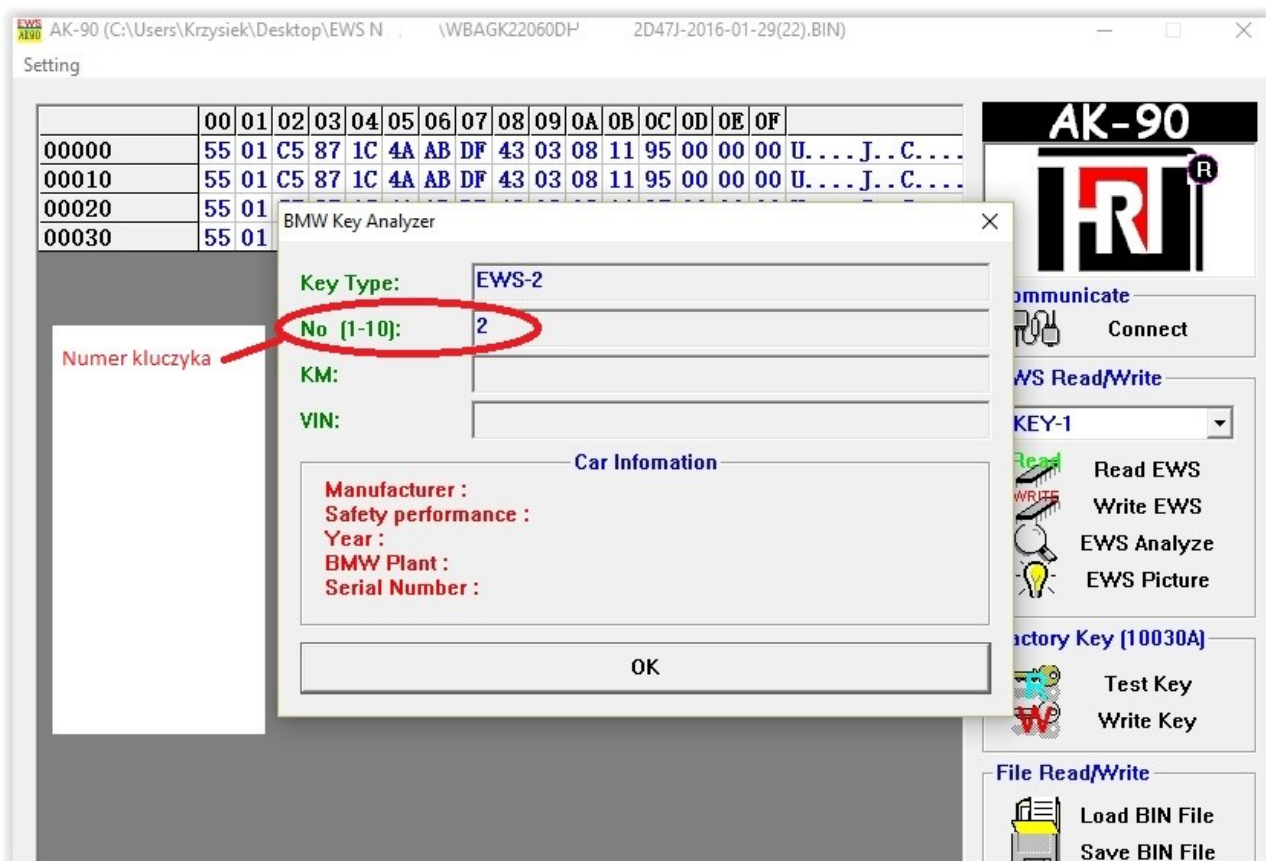 EWS
AK90
AK-90 (C:\Users\Krzysiek\Desktop\EWS N . \WBAGK22060DH 2D47J-2016-01-29(22).BIN)
Setting
00 01 02 03 04 05 06 07 08 09 0A 0B 0C 0D 0E 0F
00000 55 01 C5 87 1C 4A AB DF 43 03 08 11 95 00 00 00 U....J..C....
00010 55 01 C5 87 1C 4A AB DF 43 03 08 11 95 00 00 00 U....J..C....
00020 55 01
00030 55 01
BMW Key Analyzer
Key Type: EWS-2
No (1-10): 2
Numer kluczyka
KM:
VIN:
Car Infomation
Manufacturer :
Safety performance :
Year :
BMW Plant :
Serial Number :
OK
AK-90
HRT
R
Connect
EWS Read/Write
KEY-1
Read
Read EWS
WRITE
Write EWS
EWS Analyze
EWS Picture
Factory Key (10030A)
R
Test Key
W
Write Key
File Read/Write
Load BIN File
Save BIN File